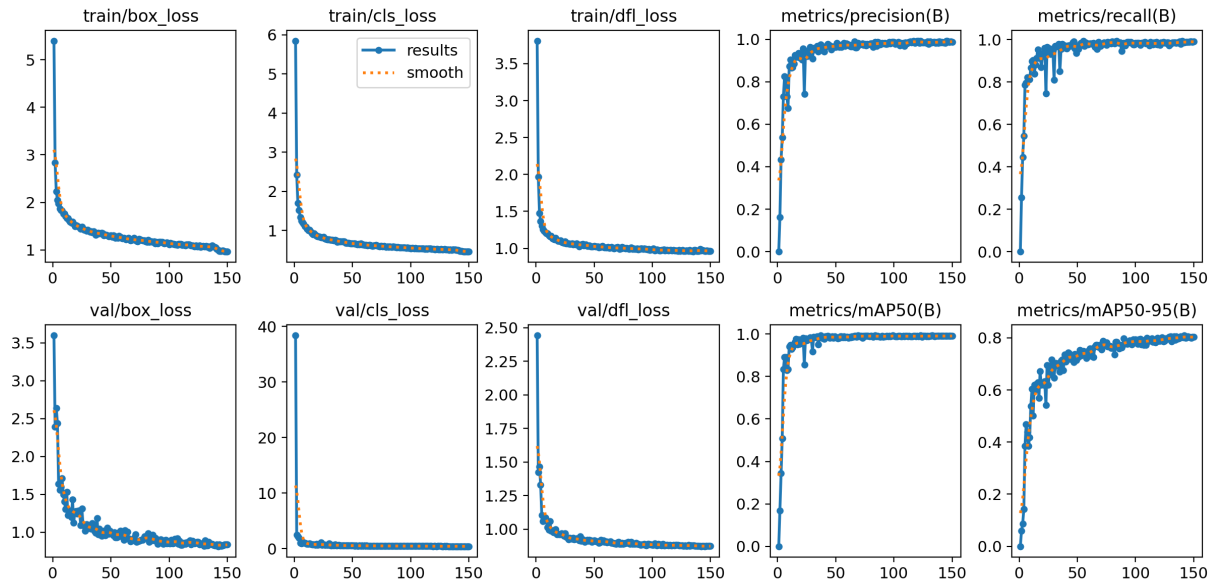 train/box_loss
train/cls_loss
train/dfl_loss
metrics/precision(B)
metrics/recall(B)
results
smooth
5
4
3
2
1
0 50 100 150
6
5
4
3
2
1
0 50 100 150
3.5
3.0
2.5
2.0
1.5
1.0
0 50 100 150
1.0
0.8
0.6
0.4
0.2
0.0
0 50 100 150
1.0
0.8
0.6
0.4
0.2
0.0
0 50 100 150
val/box_loss
val/cls_loss
val/dfl_loss
metrics/mAP50(B)
metrics/mAP50-95(B)
3.5
3.0
2.5
2.0
1.5
1.0
0 50 100 150
40
30
20
10
0
0 50 100 150
2.50
2.25
2.00
1.75
1.50
1.25
1.00
0 50 100 150
1.0
0.8
0.6
0.4
0.2
0.0
0 50 100 150
0.8
0.6
0.4
0.2
0.0
0 50 100 150